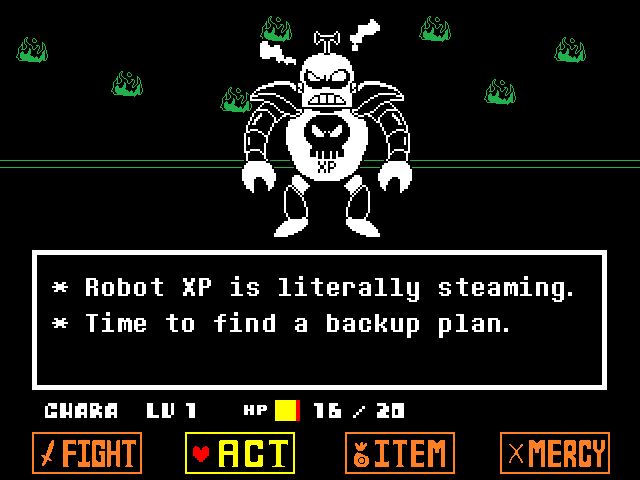 XP
* Robot XP is literally steaming.
* Time to find a backup plan.
CHARA LV 1 HP 16 / 20
FIGHT ACT ITEM MERCY